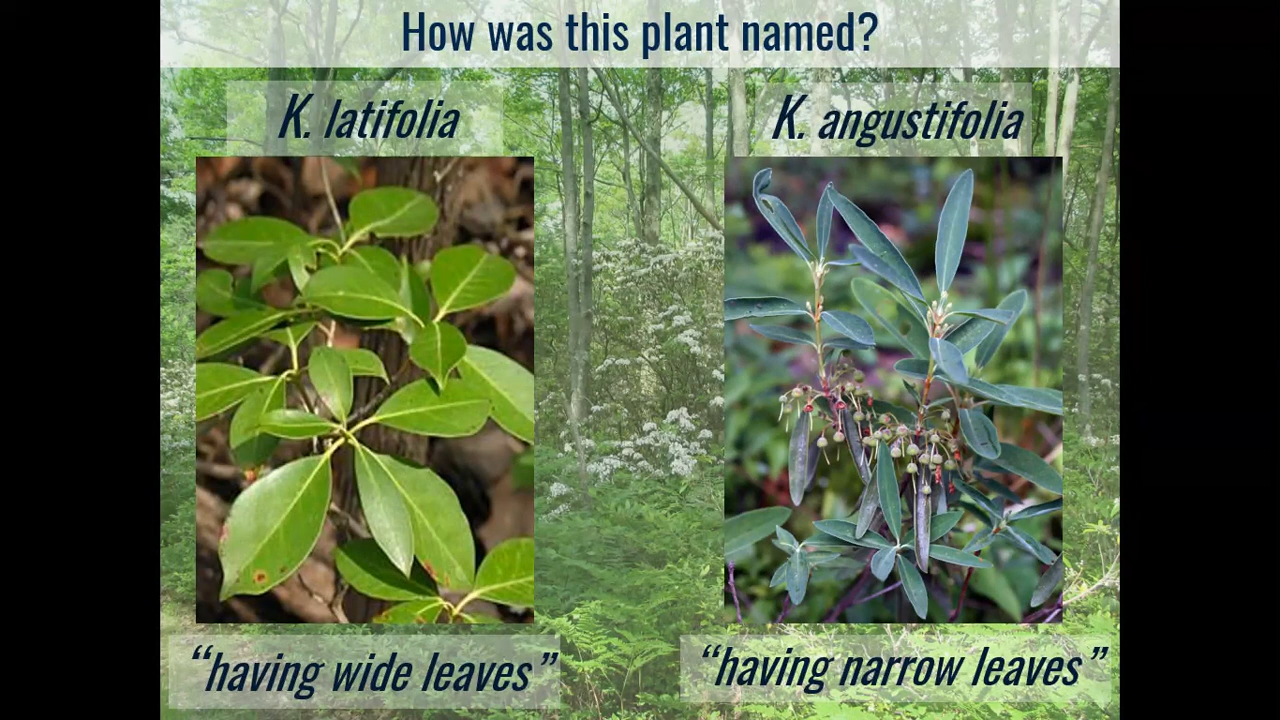 How was this plant named?
K. latifolia
K. angustifolia
“having wide leaves”
“having narrow leaves”